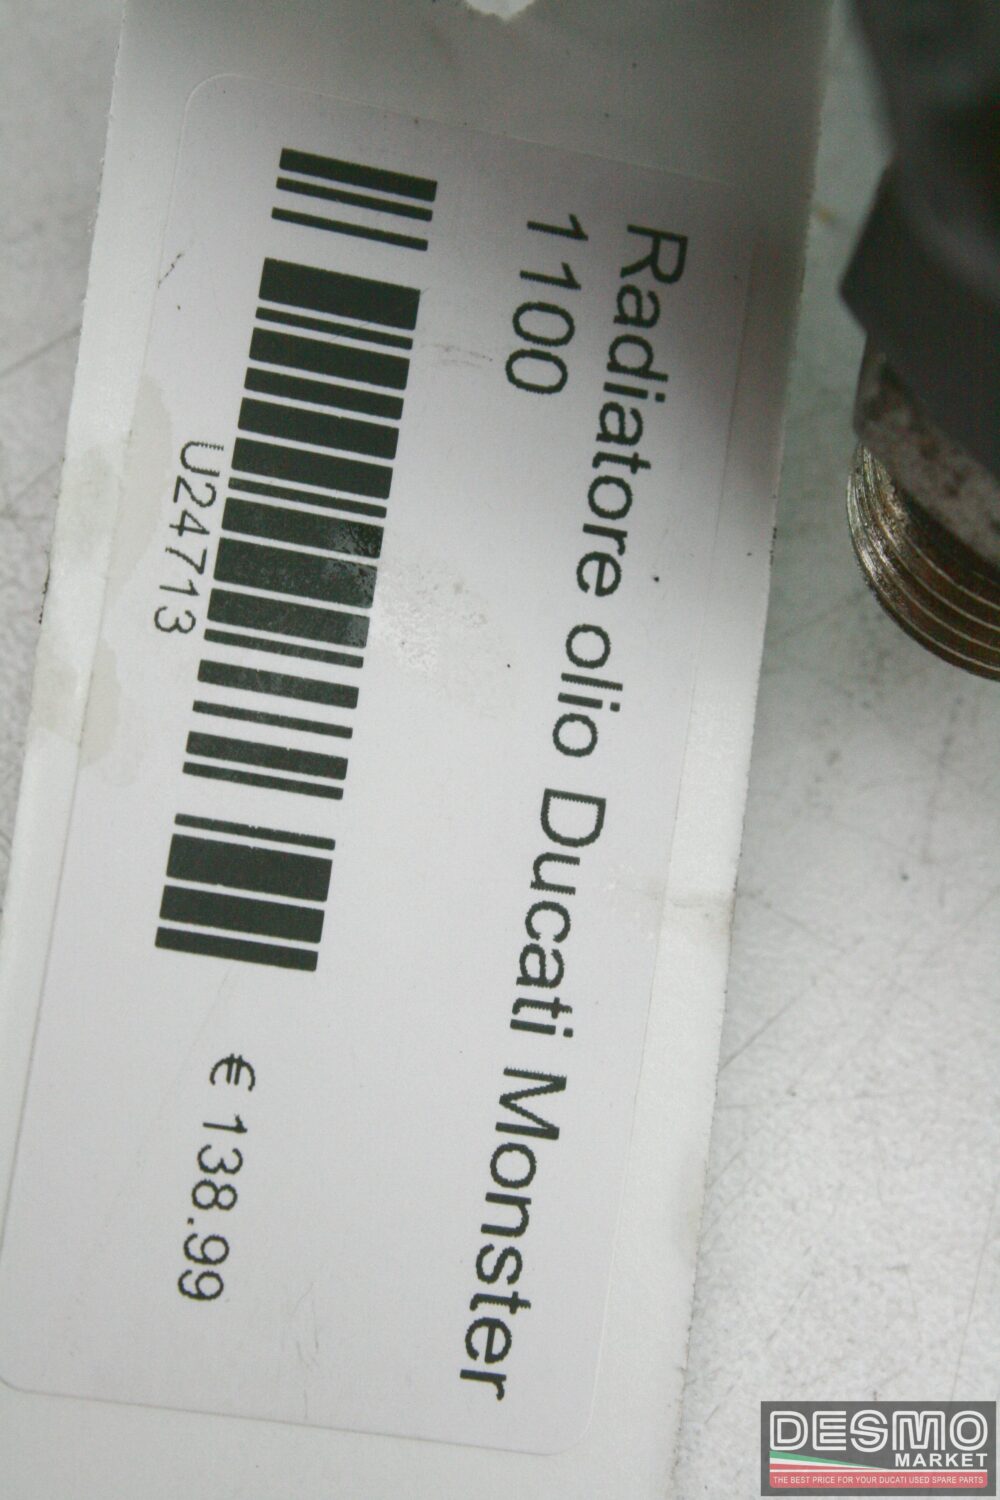 Radiatore olio Ducati Monster
1100
U24713
€ 138.99
DESMO
MARKET
THE BEST PRICE FOR YOUR DUCATI USED SPARE PARTS